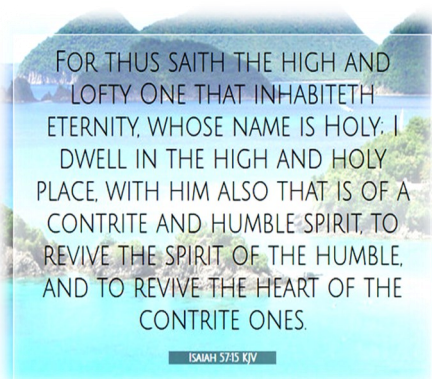 For thus saith the high and
lofty One that inhabiteth
eternity, whose name is Holy; I
dwell in the high and holy
place, with him also that is of a
contrite and humble spirit, to
revive the spirit of the humble,
and to revive the heart of the
contrite ones.
Isaiah 57:15 KJV